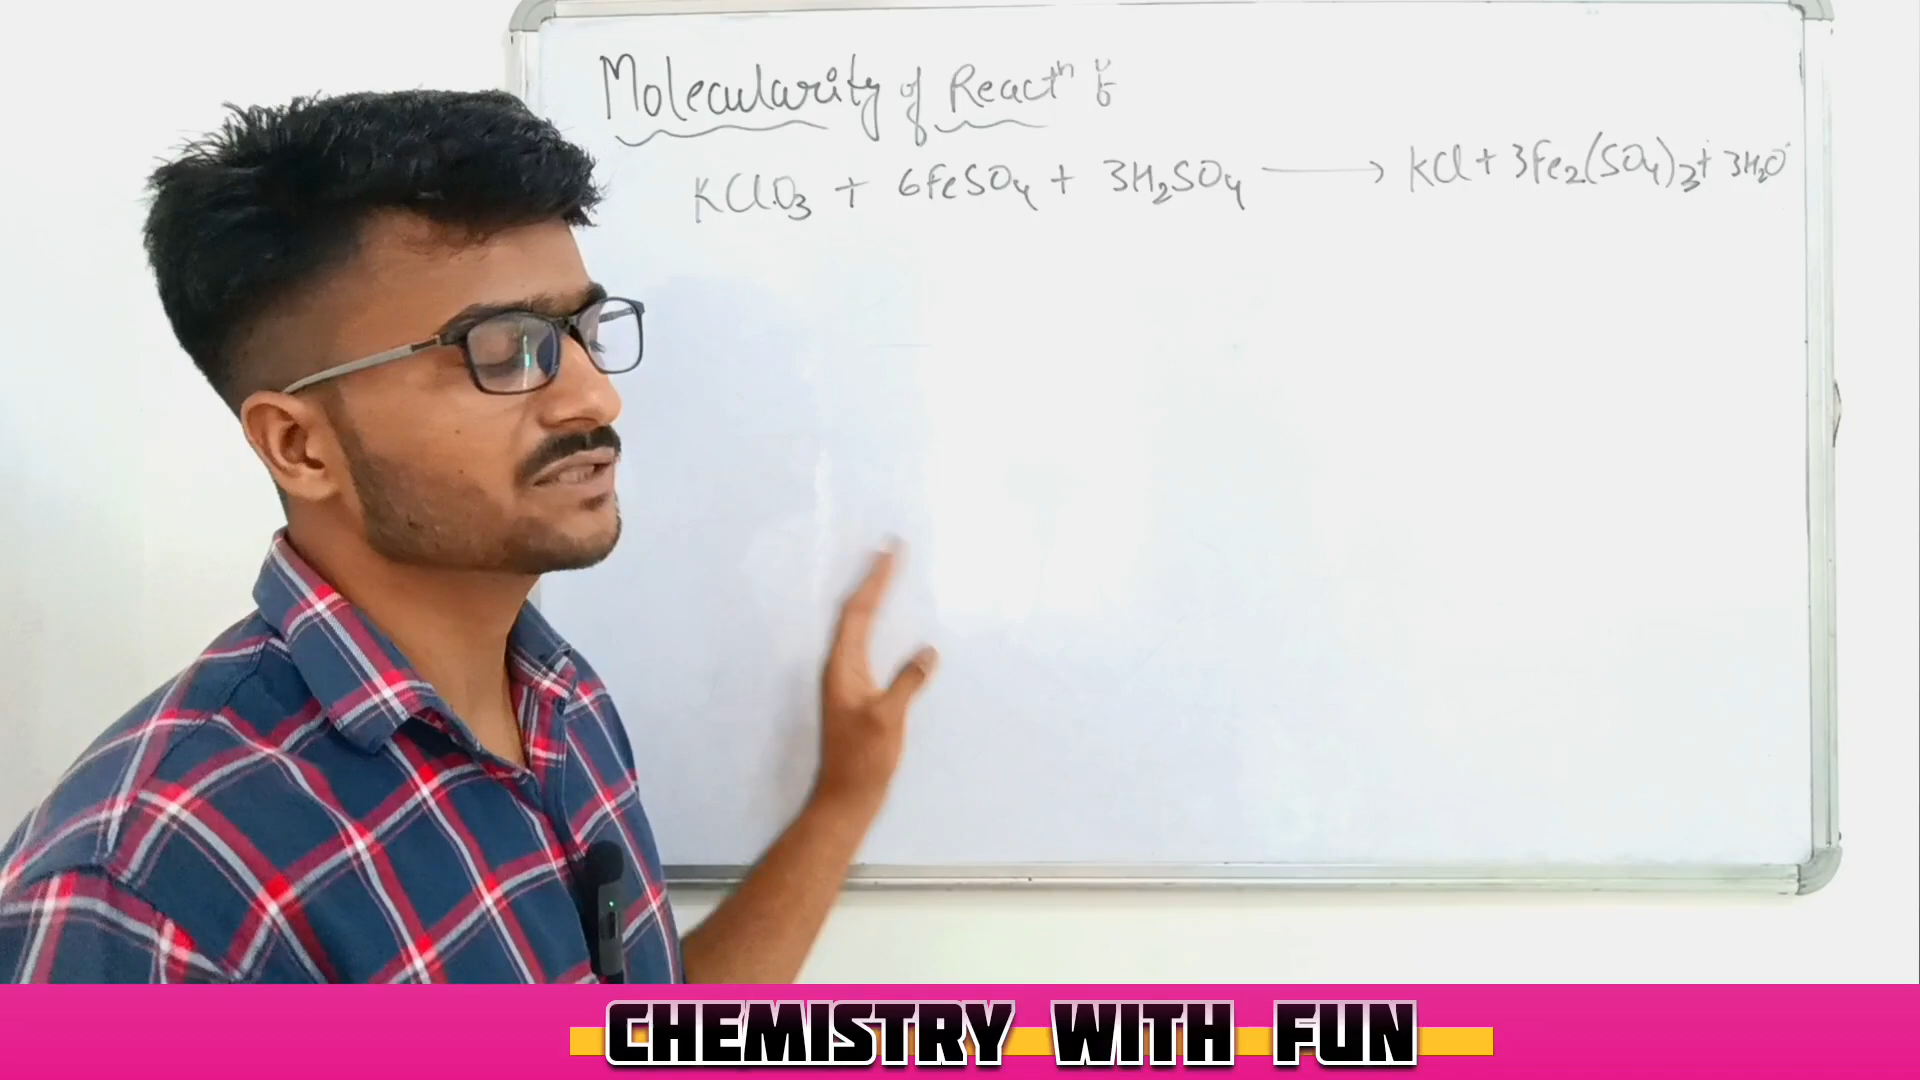 Molecularity of Reactⁿ
KClO₃ + 6FeSO₄ + 3H₂SO₄ ⟶ KCl + 3Fe₂(SO₄)₃ + 3H₂O
CHEMISTRY WITH FUN